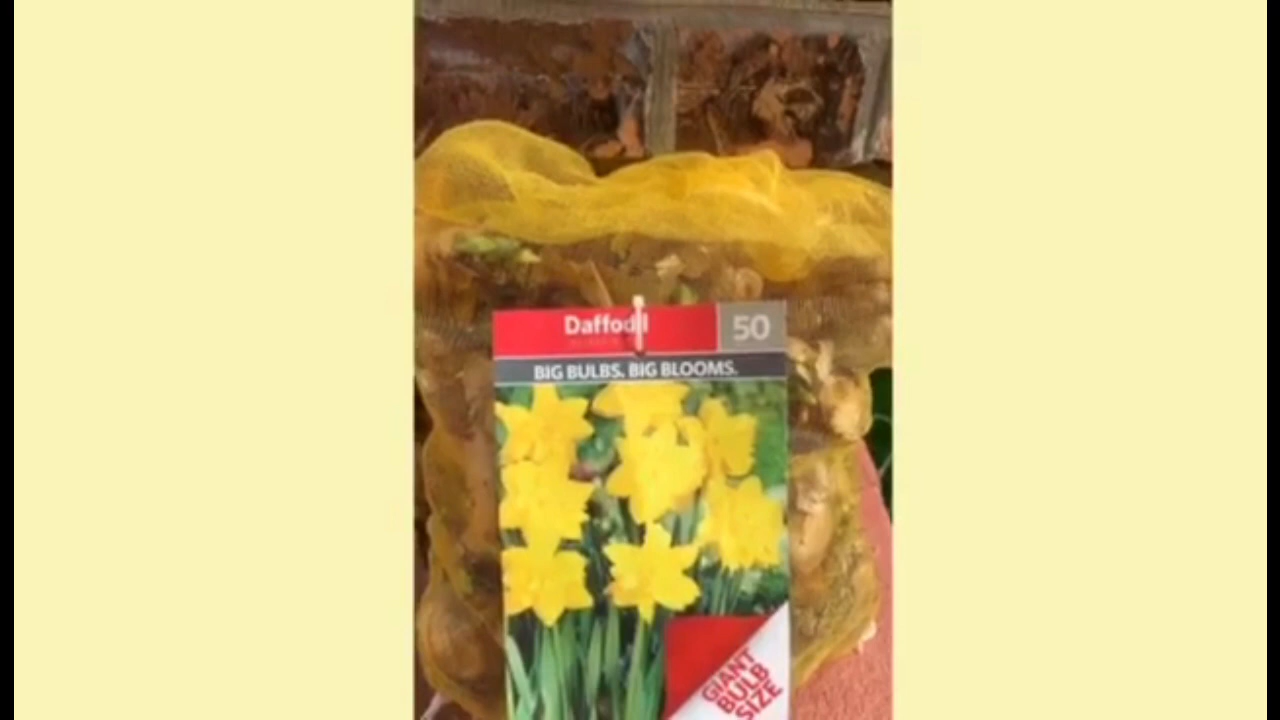 Daffodil
50
BIG BULBS. BIG BLOOMS.
GIANT
BULB
SIZE